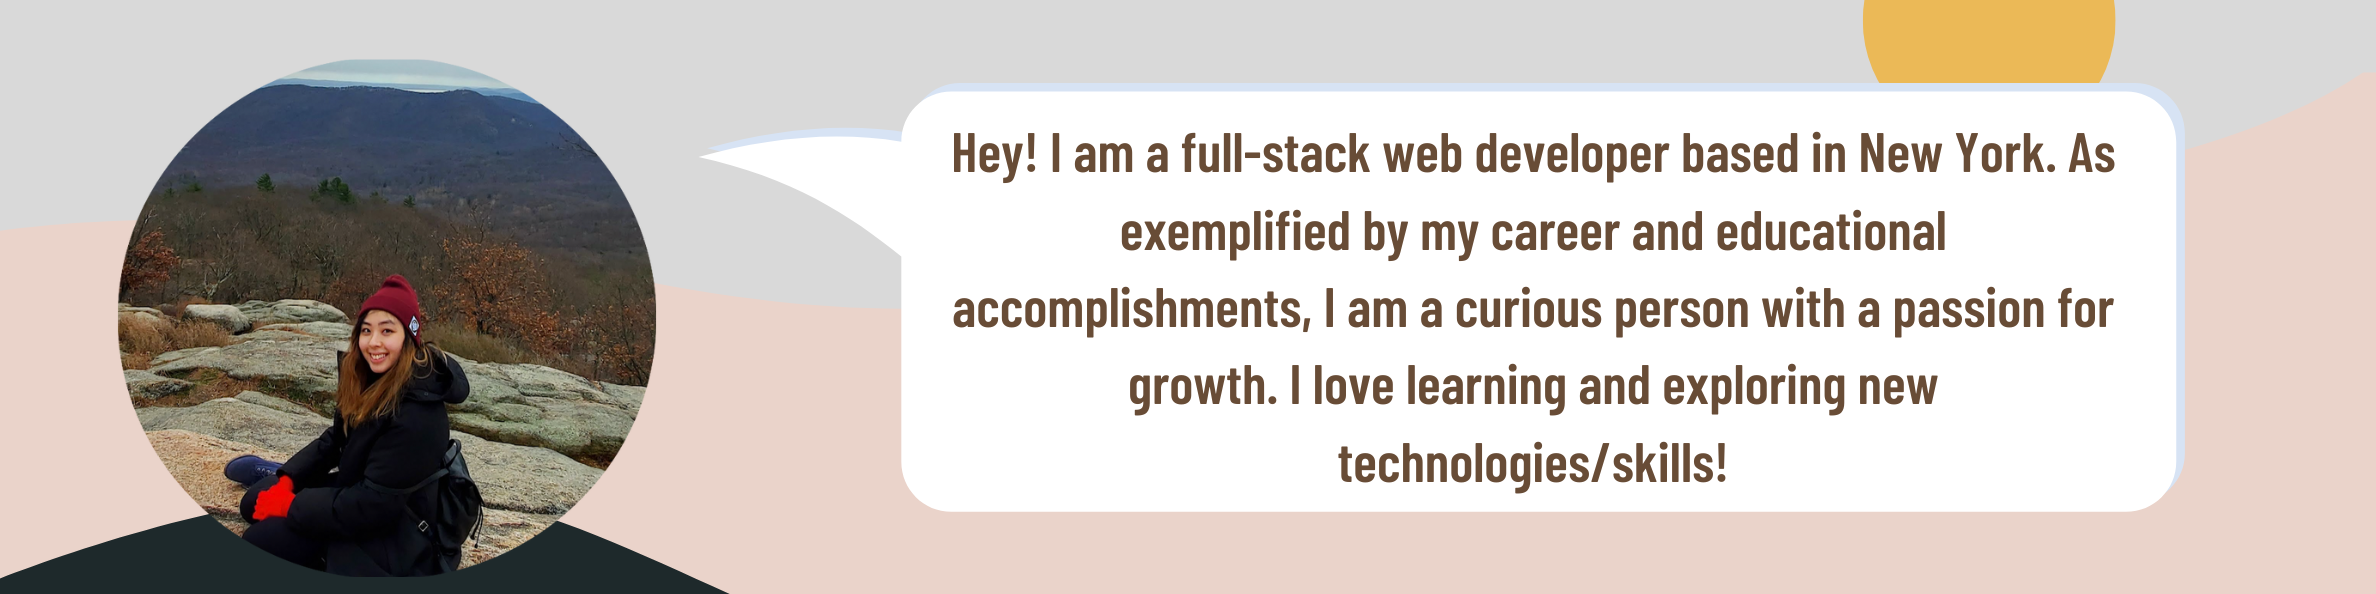 Hey! I am a full-stack web developer based in New York. As
exemplified by my career and educational
accomplishments, I am a curious person with a passion for
growth. I love learning and exploring new
technologies/skills!